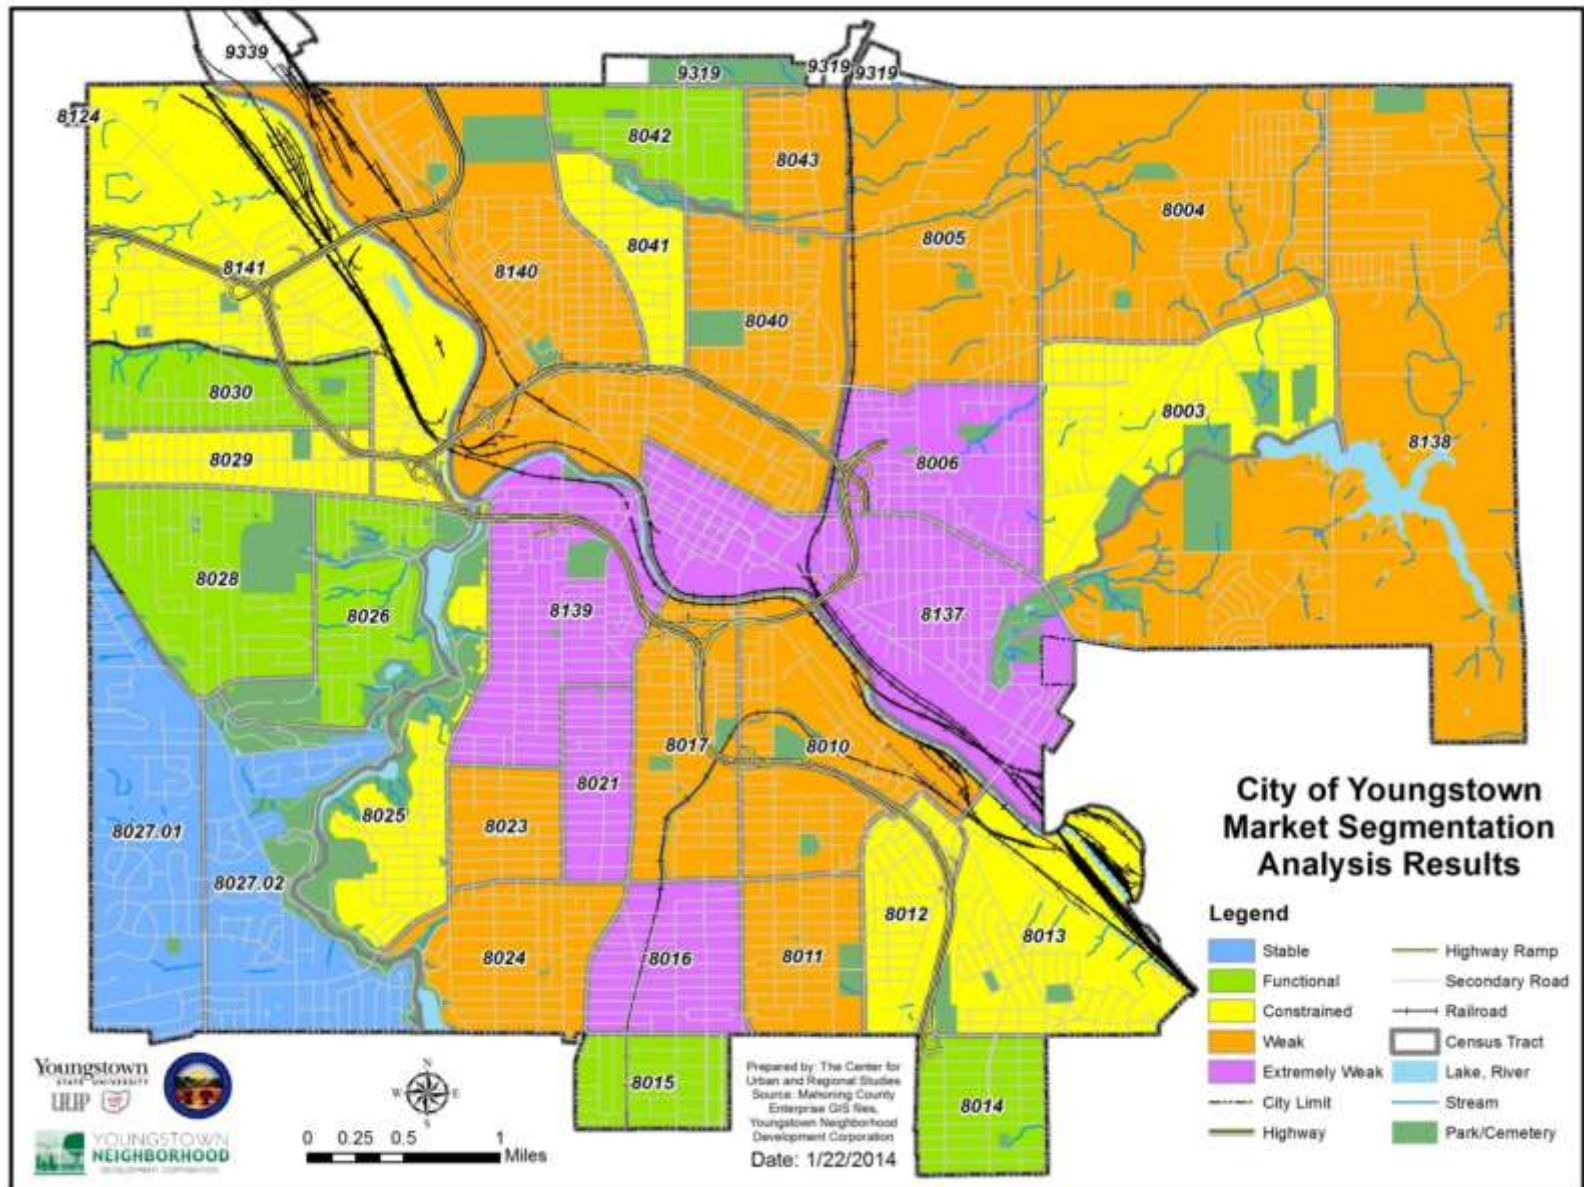 9339
9319
9319
9319
8124
8042
8043
8004
8041
8005
8141
8140
8040
8030
8003
8029
8006
8138
8028
8026
8139
8137
8017
8010
8021
8027.01
8025
8023
8027.02
8012
8013
8024
8016
8011
8015
8014
City of Youngstown
Market Segmentation
Analysis Results
Legend
Stable
Functional
Constrained
Weak
Extremely Weak
City Limit
Highway
Highway Ramp
Secondary Road
Railroad
Census Tract
Lake, River
Stream
Park/Cemetery
Youngstown
STATE UNIVERSITY
UUP
YOUNGSTOWN
NEIGHBORHOOD
DEVELOPMENT CORPORATION
N
W E
S
0 0.25 0.5 1
Miles
Prepared by: The Center for
Urban and Regional Studies
Source: Mahoning County
Enterprise GIS files,
Youngstown Neighborhood
Development Corporation
Date: 1/22/2014